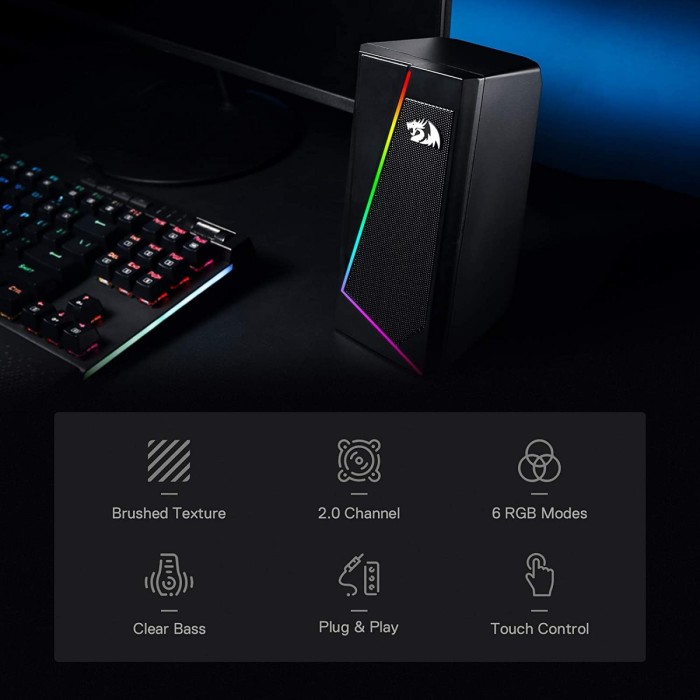 Brushed Texture
2.0 Channel
6 RGB Modes
Clear Bass
Plug & Play
Touch Control